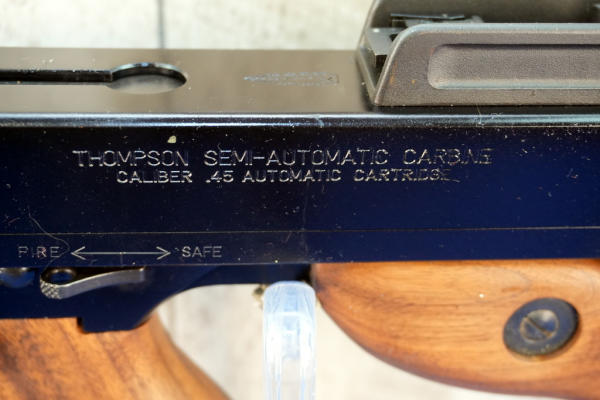 THOMPSON SEMI-AUTOMATIC CARBINE
CALIBER .45 AUTOMATIC CARTRIDGE
FIRE SAFE